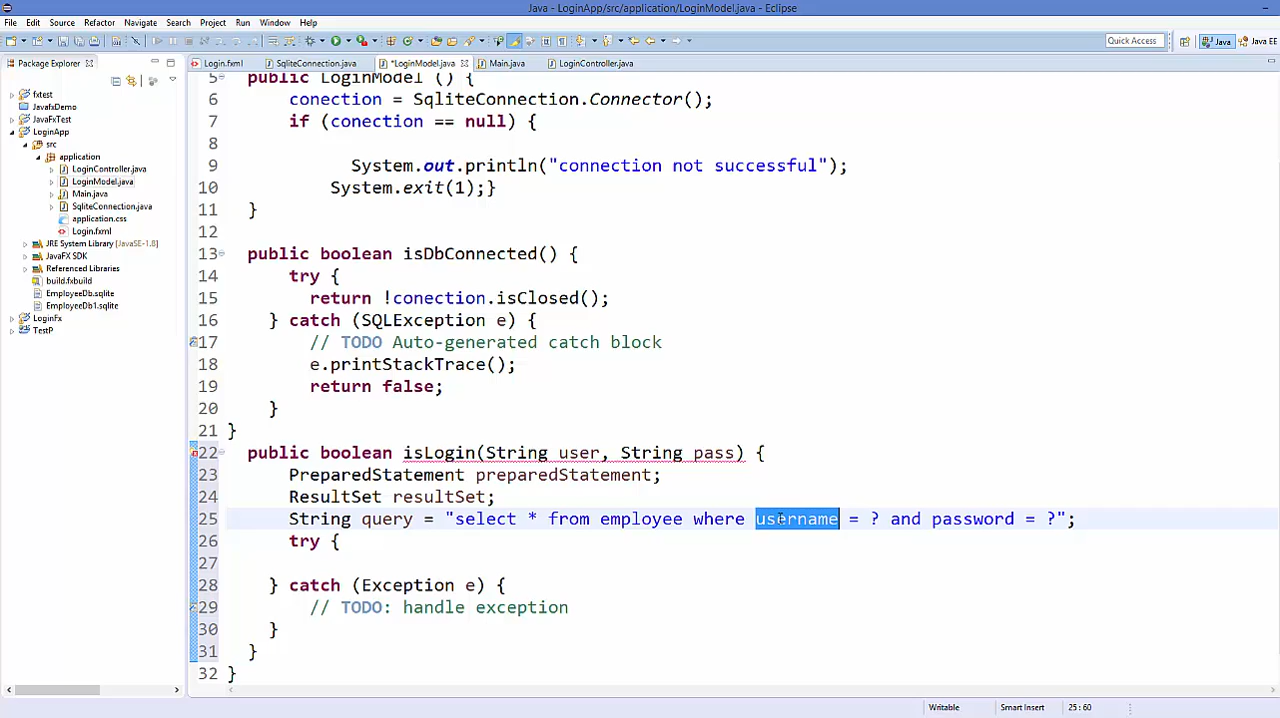 Java - LoginApp/src/application/LoginModel.java - Eclipse
File Edit Source Refactor Navigate Search Project Run Window Help
Quick Access Java Java EE
Package Explorer
Login.fxml SqliteConnection.java *LoginModel.java Main.java LoginController.java
fxtest
JavafxDemo
JavaFxTest
LoginApp
src
application
LoginController.java
LoginModel.java
Main.java
SqliteConnection.java
application.css
Login.fxml
JRE System Library [JavaSE-1.8]
JavaFX SDK
Referenced Libraries
build.fxbuild
EmployeeDb.sqlite
EmployeeDb1.sqlite
LoginFx
TestP
5 public LoginModel () {
6 conection = SqliteConnection.Connector();
7 if (conection == null) {
8
9 System.out.println("connection not successful");
10 System.exit(1);}
11 }
12
13 public boolean isDbConnected() {
14 try {
15 return !conection.isClosed();
16 } catch (SQLException e) {
17 // TODO Auto-generated catch block
18 e.printStackTrace();
19 return false;
20 }
21 }
22 public boolean isLogin(String user, String pass) {
23 PreparedStatement preparedStatement;
24 ResultSet resultSet;
25 String query = "select * from employee where username = ? and password = ?";
26 try {
27
28 } catch (Exception e) {
29 // TODO: handle exception
30 }
31 }
32 }
Writable Smart Insert 25 : 60